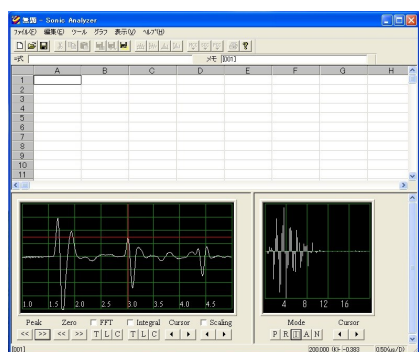 無題 - Sonic Analyzer
ファイル(F) 編集(E) ツール グラフ 表示(V) ヘルプ(H)
=式 メモ [001]
A B C D E F G H
1
2
3
4
5
6
7
8
9
10
11
1.0 1.5 2.0 2.5 3.0 3.5 4.0 4.5
4 8 10 12 16
Peak Zero FFT Integral Cursor Scaling
<< >> << >> T L C T L C
Mode Cursor
P R I A N
[001]